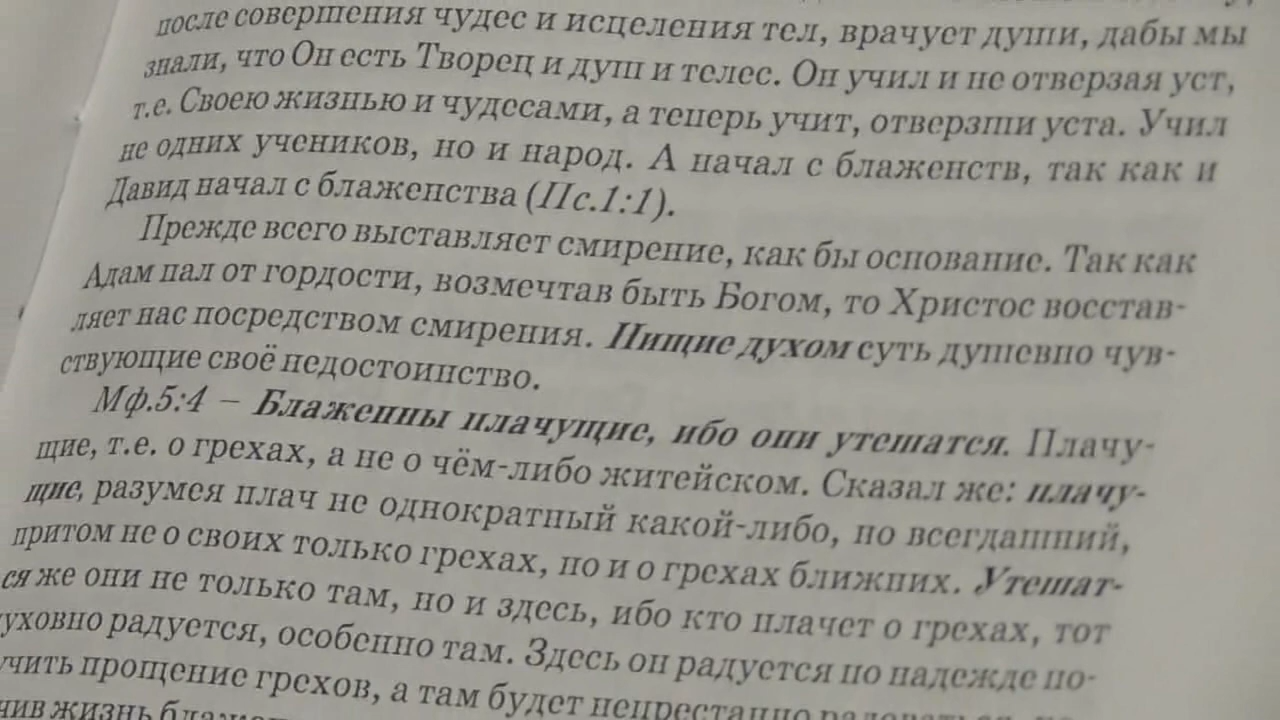 после совершения чудес и исцеления тел, врачует души, дабы мы
знали, что Он есть Творец и душ и телес. Он учил и не отверзая уст,
т.е. Своею жизнью и чудесами, а теперь учит, отверзши уста. Учил
не одних учеников, но и народ. А начал с блаженств, так как и
Давид начал с блаженства (Пс.1:1).
Прежде всего выставляет смирение, как бы основание. Так как
Адам пал от гордости, возмечтав быть Богом, то Христос восстав-
ляет нас посредством смирения. Нищие духом суть душевно чув-
ствующие своё недостоинство.
Мф.5:4 – Блаженны плачущие, ибо они утешатся. Плачу-
щие, т.е. о грехах, а не о чём-либо житейском. Сказал же: плачу-
щие, разумея плач не однократный какой-либо, но всегдашний,
притом не о своих только грехах, но и о грехах ближних. Утешат-
ся же они не только там, но и здесь, ибо кто плачет о грехах, тот
уховно радуется, особенно там. Здесь он радуется по надежде по-
учить прощение грехов, а там будет непрестанно
чив жизнь